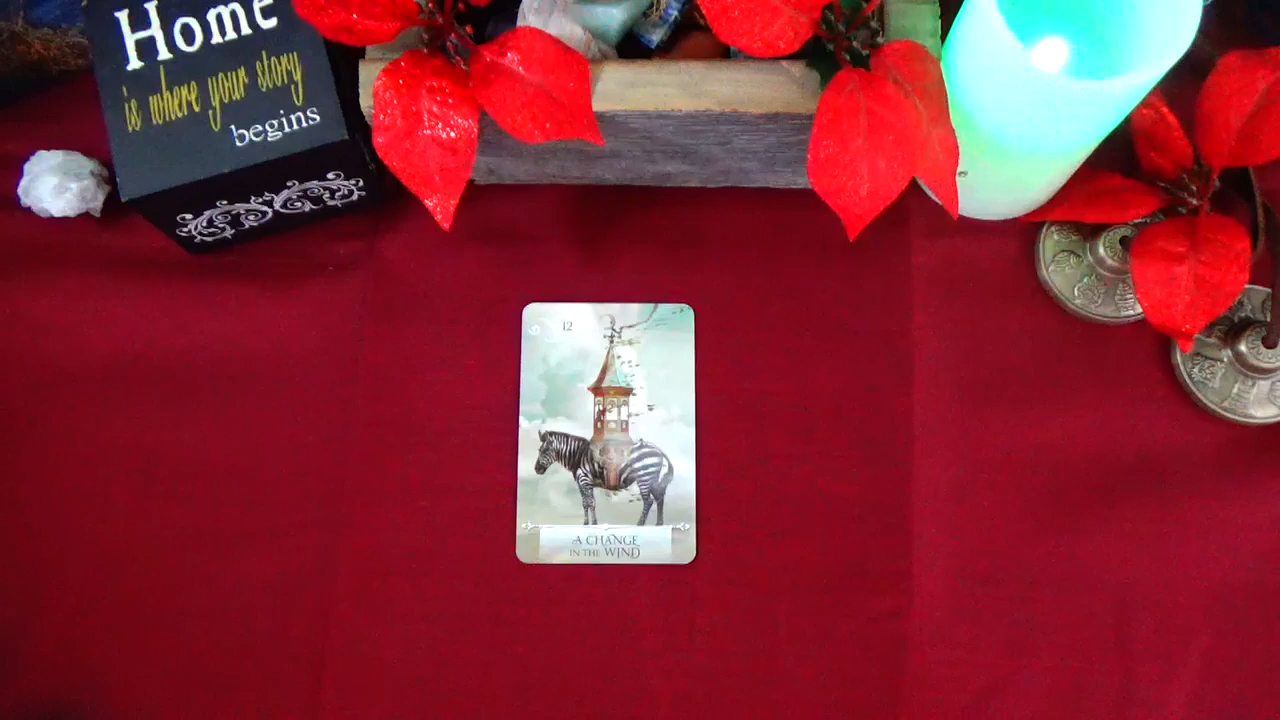 Home
is where your story
begins
12
A CHANGE
IN THE WIND